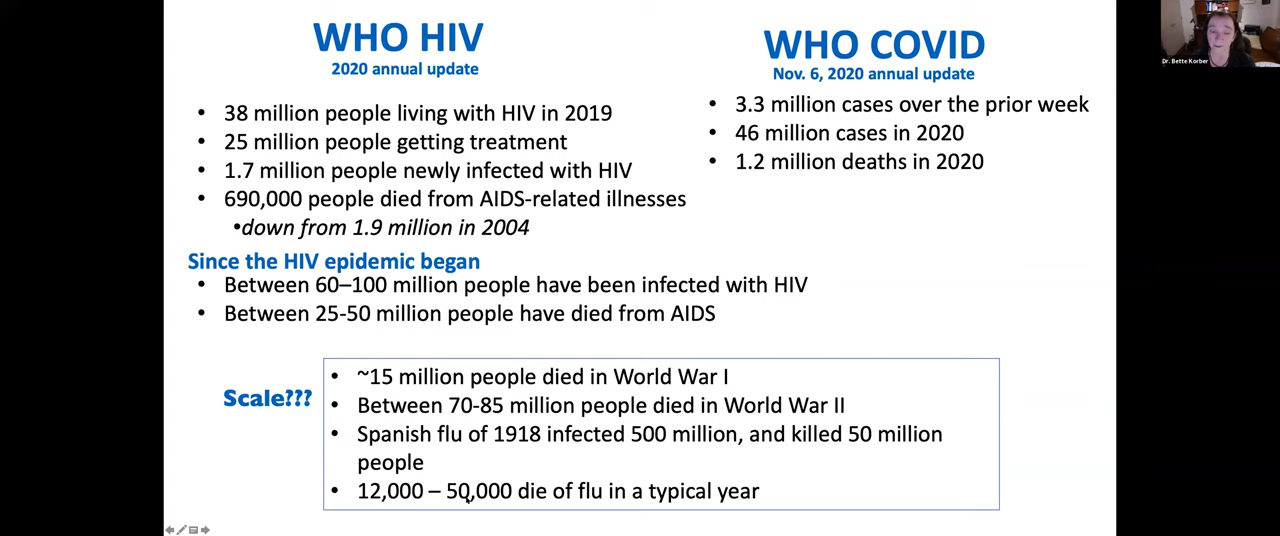 WHO HIV
2020 annual update
• 38 million people living with HIV in 2019
• 25 million people getting treatment
• 1.7 million people newly infected with HIV
• 690,000 people died from AIDS-related illnesses
•down from 1.9 million in 2004
WHO COVID
Nov. 6, 2020 annual update
• 3.3 million cases over the prior week
• 46 million cases in 2020
• 1.2 million deaths in 2020
Since the HIV epidemic began
• Between 60–100 million people have been infected with HIV
• Between 25-50 million people have died from AIDS
Scale???
• ~15 million people died in World War I
• Between 70-85 million people died in World War II
• Spanish flu of 1918 infected 500 million, and killed 50 million
people
• 12,000 – 50,000 die of flu in a typical year
Dr. Bette Korber